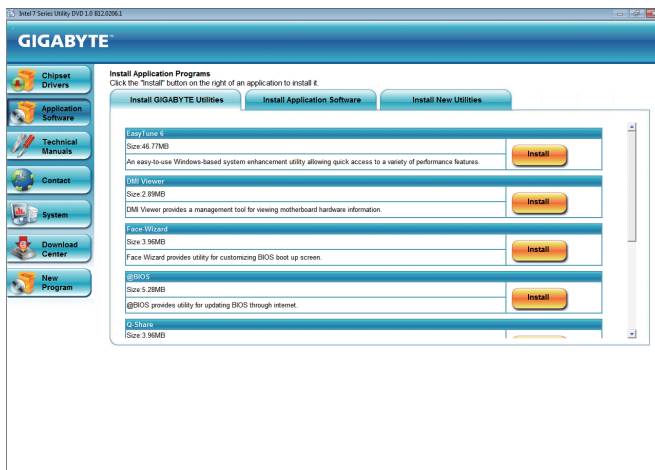 Intel 7 Series Utility DVD 1.0 B12.0206.1
GIGABYTE™
Chipset
Drivers
Application
Software
Technical
Manuals
Contact
System
Download
Center
New
Program
Install Application Programs
Click the "Install" button on the right of an application to install it.
Install GIGABYTE Utilities
Install Application Software
Install New Utilities
EasyTune 6
Size:46.77MB
An easy-to-use Windows-based system enhancement utility allowing quick access to a variety of performance features.
Install
DMI Viewer
Size:2.89MB
DMI Viewer provides a management tool for viewing motherboard hardware information.
Install
Face-Wizard
Size:3.96MB
Face Wizard provides utility for customizing BIOS boot up screen.
Install
@BIOS
Size:5.28MB
@BIOS provides utility for updating BIOS through internet.
Install
Q-Share
Size:3.96MB